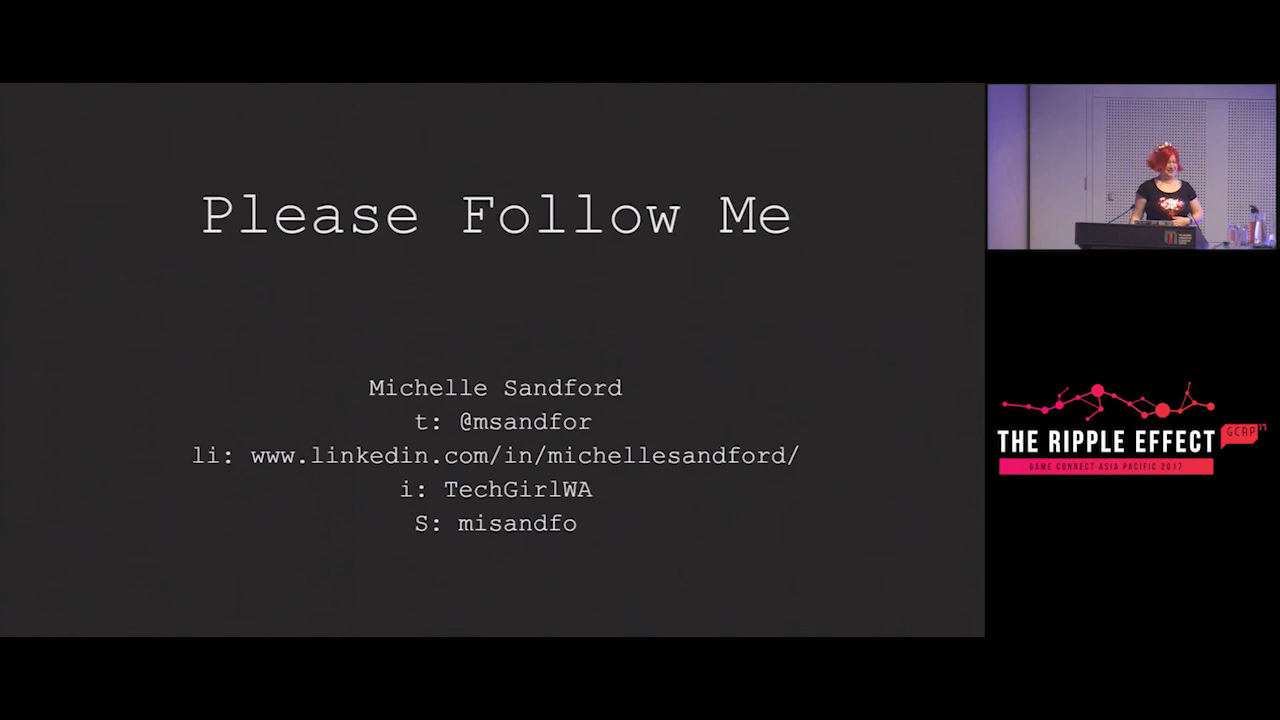 Please Follow Me
Michelle Sandford
t: @msandfor
li: www.linkedin.com/in/michellesandford/
i: TechGirlWA
S: misandfo
THE RIPPLE EFFECT
GCAP17
GAME CONNECT ASIA PACIFIC 2017